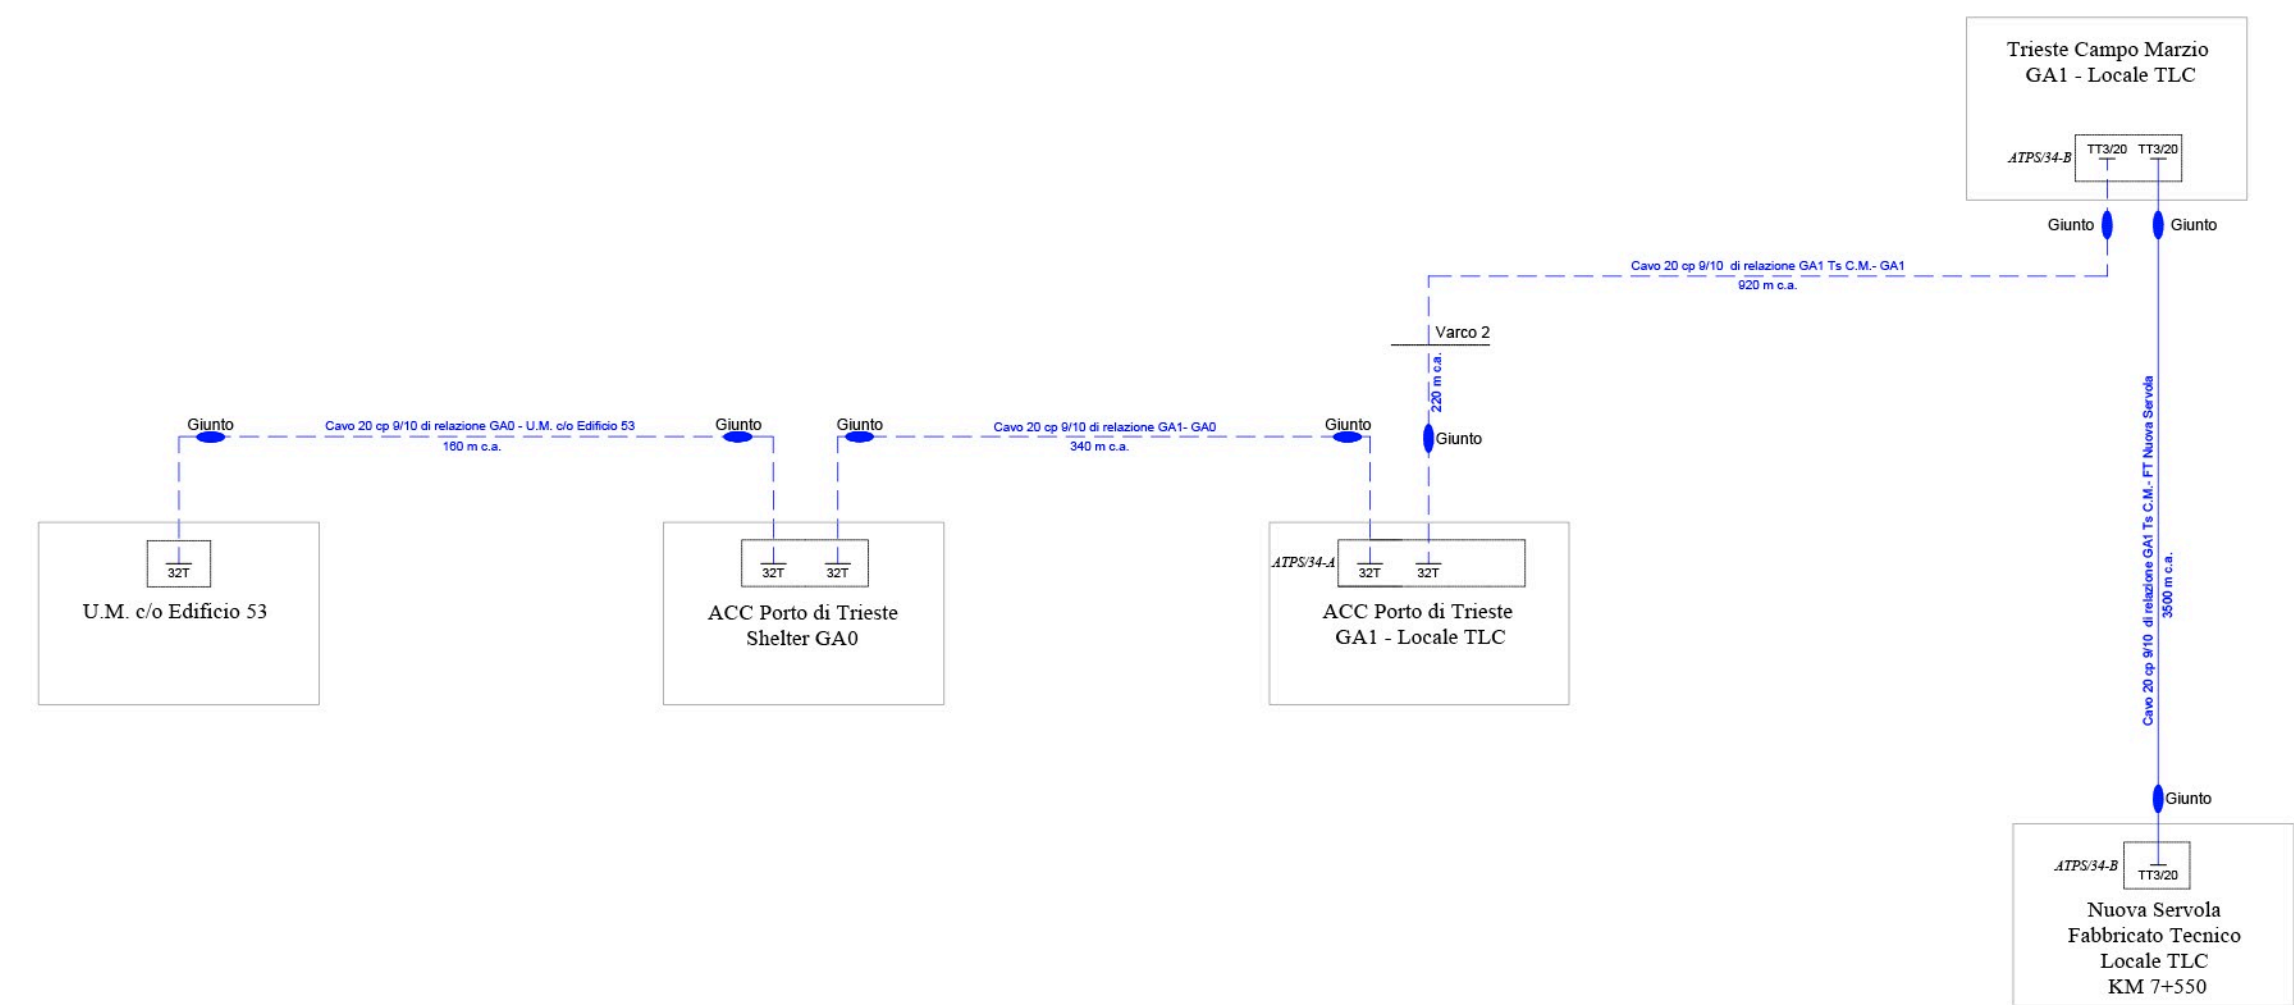 Trieste Campo Marzio
GA1 - Locale TLC
ATPS/34-B
TT3/20 TT3/20
Giunto
Giunto
Cavo 20 cp 9/10 di relazione GA1 Ts C.M.- GA1
920 m c.a.
Varco 2
220 m c.a.
Giunto
Giunto
Cavo 20 cp 9/10 di relazione GA0 - U.M. c/o Edificio 53
160 m c.a.
Giunto
Giunto
Cavo 20 cp 9/10 di relazione GA1- GA0
340 m c.a.
Giunto
Cavo 20 cp 9/10 di relazione GA1 Ts C.M.- FT Nuova Servola
3500 m c.a.
32T
U.M. c/o Edificio 53
32T 32T
ACC Porto di Trieste
Shelter GA0
ATPS/34-A
32T 32T
ACC Porto di Trieste
GA1 - Locale TLC
Giunto
ATPS/34-B
TT3/20
Nuova Servola
Fabbricato Tecnico
Locale TLC
KM 7+550